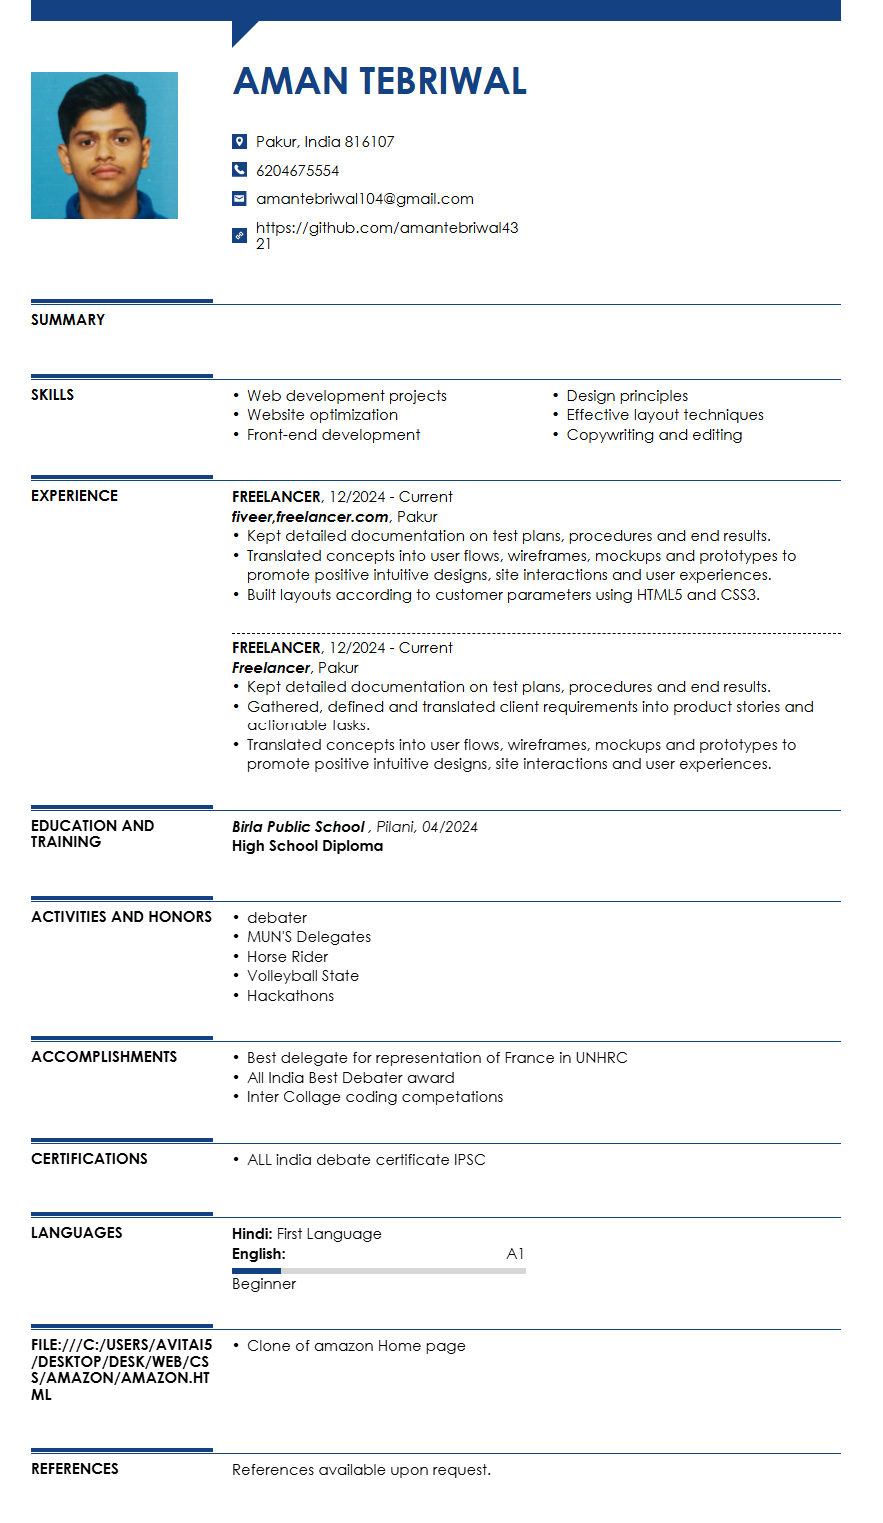 AMAN TEBRIWAL
Pakur, India 816107
6204675554
amantebriwal104@gmail.com
https://github.com/amantebriwal43
21
SUMMARY
SKILLS
• Web development projects
• Website optimization
• Front-end development
• Design principles
• Effective layout techniques
• Copywriting and editing
EXPERIENCE
FREELANCER, 12/2024 - Current
fiveer,freelancer.com, Pakur
• Kept detailed documentation on test plans, procedures and end results.
• Translated concepts into user flows, wireframes, mockups and prototypes to
promote positive intuitive designs, site interactions and user experiences.
• Built layouts according to customer parameters using HTML5 and CSS3.
FREELANCER, 12/2024 - Current
Freelancer, Pakur
• Kept detailed documentation on test plans, procedures and end results.
• Gathered, defined and translated client requirements into product stories and
actionable tasks.
• Translated concepts into user flows, wireframes, mockups and prototypes to
promote positive intuitive designs, site interactions and user experiences.
EDUCATION AND
TRAINING
Birla Public School , Pilani, 04/2024
High School Diploma
ACTIVITIES AND HONORS
• debater
• MUN'S Delegates
• Horse Rider
• Volleyball State
• Hackathons
ACCOMPLISHMENTS
• Best delegate for representation of France in UNHRC
• All India Best Debater award
• Inter Collage coding competations
CERTIFICATIONS
• ALL india debate certificate IPSC
LANGUAGES
Hindi: First Language
English: A1
Beginner
FILE:///C:/USERS/AVITAI5
/DESKTOP/DESK/WEB/CS
S/AMAZON/AMAZON.HT
ML
• Clone of amazon Home page
REFERENCES
References available upon request.